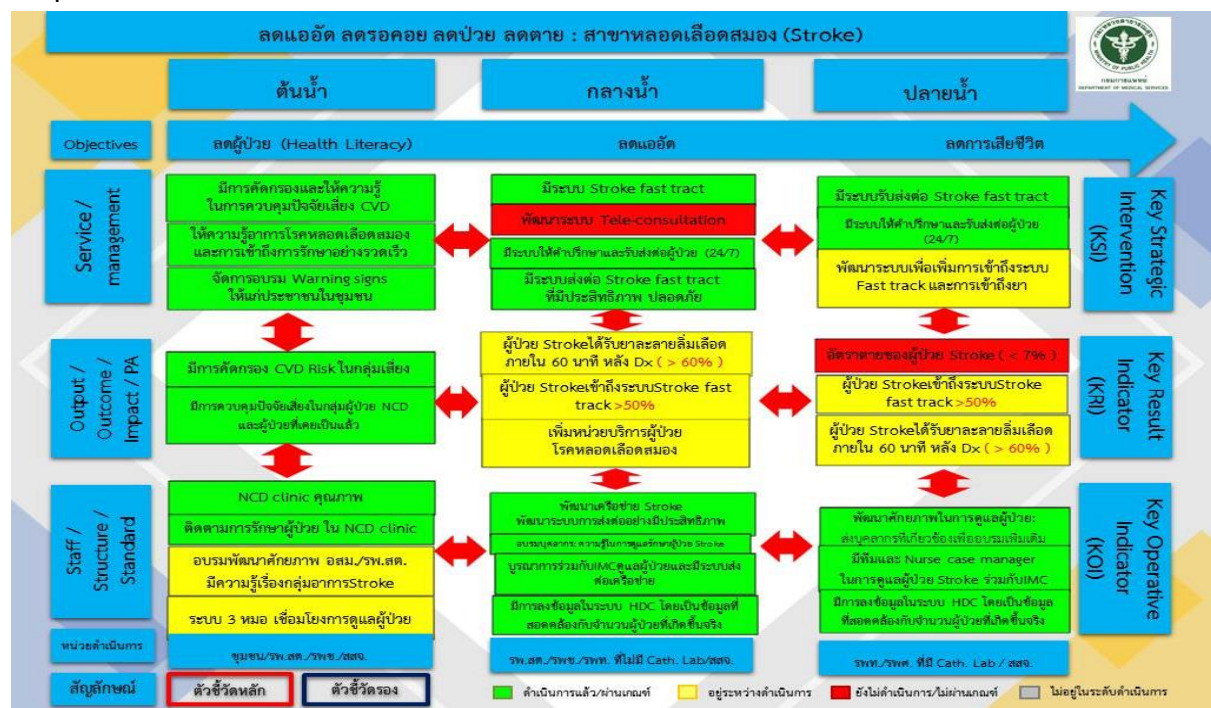 ลดแออัด ลดรอคอย ลดป่วย ลดตาย : สาขาหลอดเลือดสมอง (Stroke)
กรมการแพทย์
DEPARTMENT OF MEDICAL SERVICES
ต้นน้ำ
กลางน้ำ
ปลายน้ำ
Objectives
ลดผู้ป่วย (Health Literacy)
ลดแออัด
ลดการเสียชีวิต
Service /
management
มีการคัดกรองและให้ความรู้
ในการควบคุมปัจจัยเสี่ยง CVD
ให้ความรู้อาการโรคหลอดเลือดสมอง
และการเข้าถึงการรักษาอย่างรวดเร็ว
จัดการอบรม Warning signs
ให้แก่ประชาชนในชุมชน
มีระบบ Stroke fast tract
พัฒนาระบบ Tele-consultation
มีระบบให้คำปรึกษาและรับส่งต่อผู้ป่วย (24/7)
มีระบบส่งต่อ Stroke fast tract
ที่มีประสิทธิภาพ ปลอดภัย
มีระบบรับส่งต่อ Stroke fast tract
มีระบบให้คำปรึกษาและรับส่งต่อผู้ป่วย
(24/7)
พัฒนาระบบเพื่อเพิ่มการเข้าถึงระบบ
Fast track และการเข้าถึงยา
Key Strategic
Intervention
(KSI)
Output /
Outcome /
Impact / PA
มีการคัดกรอง CVD Risk ในกลุ่มเสี่ยง
มีการควบคุมปัจจัยเสี่ยงในกลุ่มผู้ป่วย NCD
และผู้ป่วยที่เคยเป็นแล้ว
ผู้ป่วย Strokeได้รับยาละลายลิ่มเลือด
ภายใน 60 นาที หลัง Dx ( > 60% )
ผู้ป่วย Strokeเข้าถึงระบบStroke fast
track >50%
เพิ่มหน่วยบริการผู้ป่วย
โรคหลอดเลือดสมอง
อัตราตายของผู้ป่วย Stroke ( < 7% )
ผู้ป่วย Strokeเข้าถึงระบบStroke
fast track >50%
ผู้ป่วย Strokeได้รับยาละลายลิ่มเลือด
ภายใน 60 นาที หลัง Dx ( > 60% )
Key Result
Indicator
(KRI)
Staff /
Structure /
Standard
NCD clinic คุณภาพ
ติดตามการรักษาผู้ป่วย ใน NCD clinic
อบรมพัฒนาศักยภาพ อสม./รพ.สต.
มีความรู้เรื่องกลุ่มอาการStroke
ระบบ 3 หมอ เชื่อมโยงการดูแลผู้ป่วย
พัฒนาเครือข่าย Stroke
พัฒนาระบบการส่งต่ออย่างมีประสิทธิภาพ
อบรมบุคลากร: ความรู้ในการดูแลรักษาผู้ป่วย Stroke
บูรณาการร่วมกับIMCดูแลผู้ป่วยและมีระบบส่ง
ต่อเครือข่าย
มีการลงข้อมูลในระบบ HDC โดยเป็นข้อมูลที่
สอดคล้องกับจำนวนผู้ป่วยที่เกิดขึ้นจริง
พัฒนาศักยภาพในการดูแลผู้ป่วย:
ส่งบุคลากรที่เกี่ยวข้องเพื่ออบรมเพิ่มเติม
มีทีมและ Nurse case manager
ในการดูแลผู้ป่วย Stroke ร่วมกับIMC
มีการลงข้อมูลในระบบ HDC โดยเป็นข้อมูล
ที่สอดคล้องกับจำนวนผู้ป่วยที่เกิดขึ้นจริง
Key Operative
Indicator
(KOI)
หน่วยดำเนินการ
ชุมชน/รพ.สต./รพช./สสจ.
รพ.สต./รพช./รพท. ที่ไม่มี Cath. Lab/สสจ.
รพท./รพศ. ที่มี Cath. Lab / สสจ.
สัญลักษณ์
ตัวชี้วัดหลัก
ตัวชี้วัดรอง
ดำเนินการแล้ว/ผ่านเกณฑ์
อยู่ระหว่างดำเนินการ
ยังไม่ดำเนินการ/ไม่ผ่านเกณฑ์
ไม่อยู่ในระดับดำเนินการ